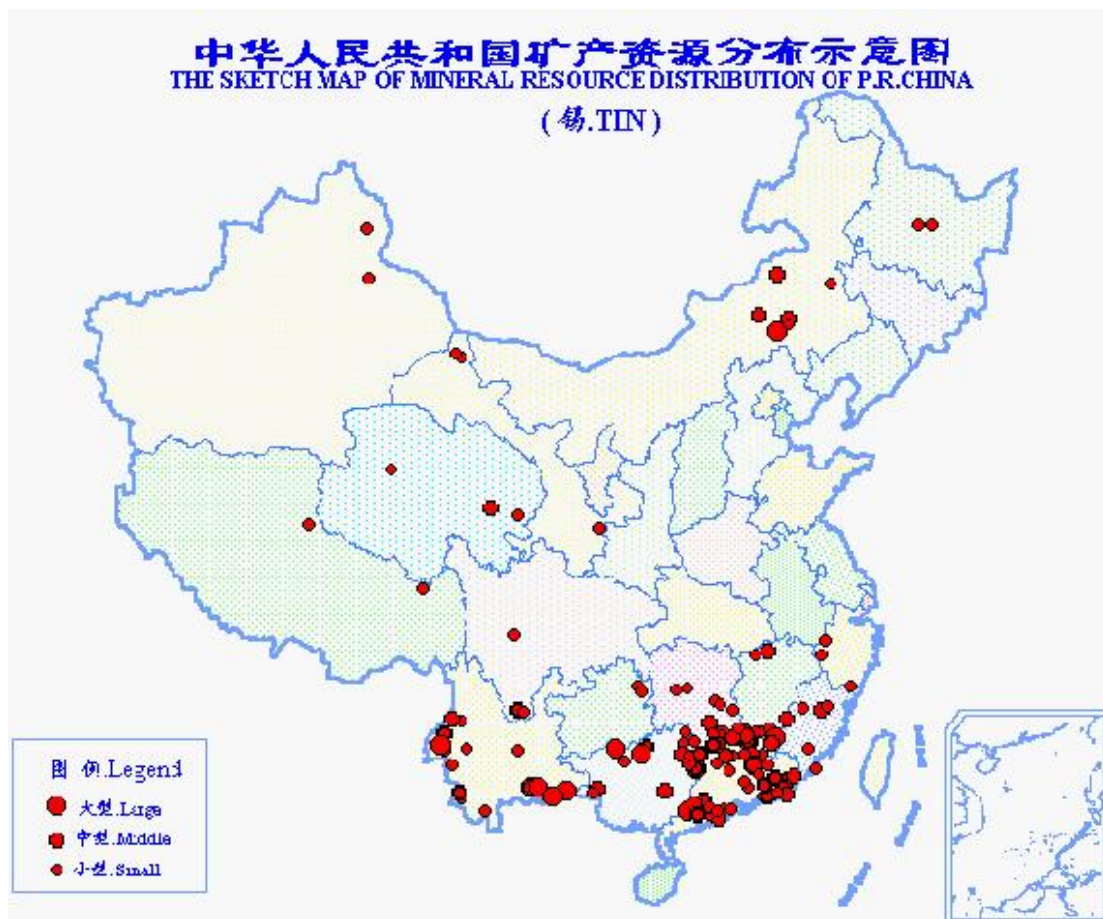 中华人民共和国矿产资源分布示意图
THE SKETCH MAP OF MINERAL RESOURCE DISTRIBUTION OF P.R.CHINA
(锡.TIN)
图 例.Legend
大型.Large
中型.Middle
小型.Small